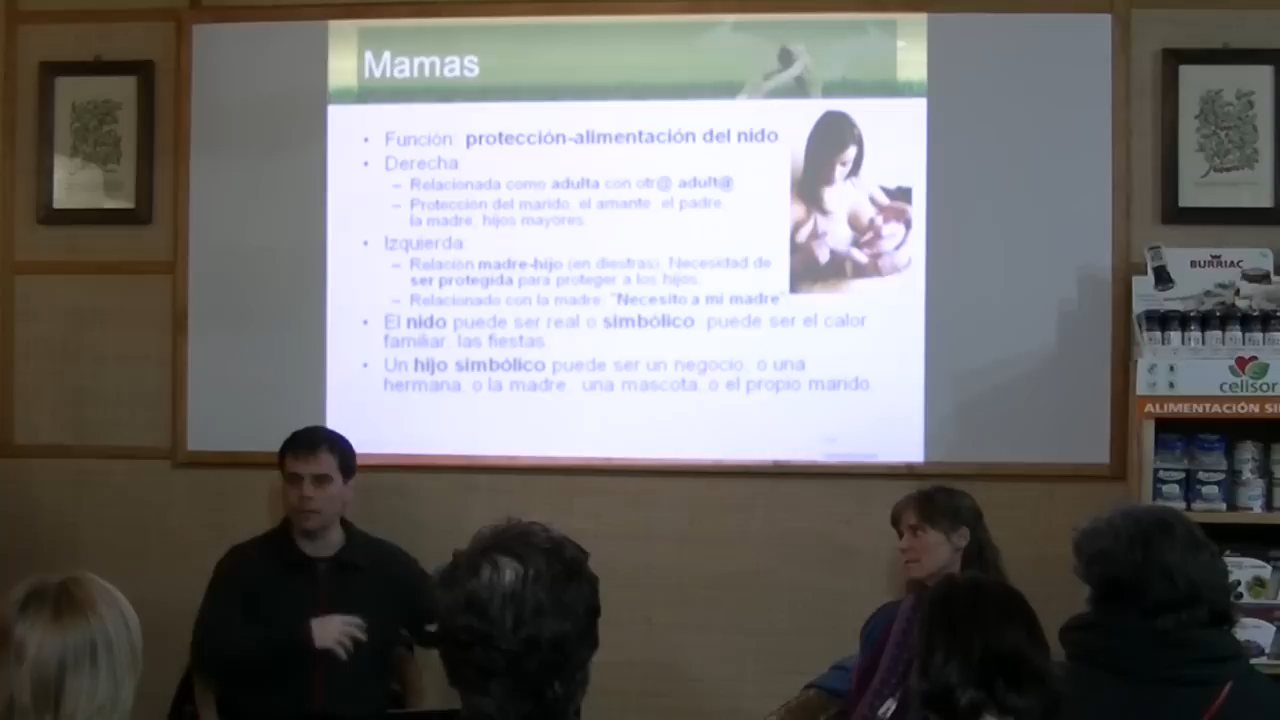 Mamas
• Función: protección-alimentación del nido
• Derecha
– Relacionada como adulta con otr@ adult@
– Protección del marido, el amante, el padre,
la madre, hijos mayores.
• Izquierda:
– Relación madre-hijo (en diestras). Necesidad de
ser protegida para proteger a los hijos.
– Relacionado con la madre: "Necesito a mi madre"
• El nido puede ser real o simbólico, puede ser el calor
familiar, las fiestas.
• Un hijo simbólico puede ser un negocio, o una
hermana, o la madre, una mascota, o el propio marido.
BURRIAC
celisor
ALIMENTACIÓN